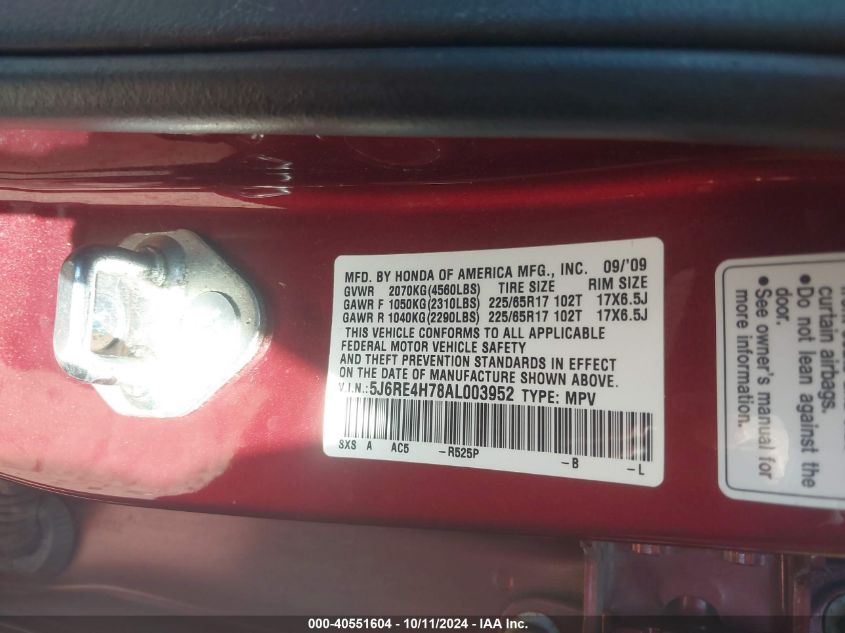 MFD. BY HONDA OF AMERICA MFG., INC. 09/'09
GVWR 2070KG(4560LBS) TIRE SIZE RIM SIZE
GAWR F 1050KG(2310LBS) 225/65R17 102T 17X6.5J
GAWR R 1040KG(2290LBS) 225/65R17 102T 17X6.5J
THIS VEHICLE CONFORMS TO ALL APPLICABLE
FEDERAL MOTOR VEHICLE SAFETY
AND THEFT PREVENTION STANDARDS IN EFFECT
ON THE DATE OF MANUFACTURE SHOWN ABOVE.
V.I.N.:5J6RE4H78AL003952 TYPE: MPV
SXS A AC5 -R525P -B -L
curtain airbags.
• Do not lean against the
door.
• See owner's manual for
more information.
000-40551604 - 10/11/2024 - IAA Inc.